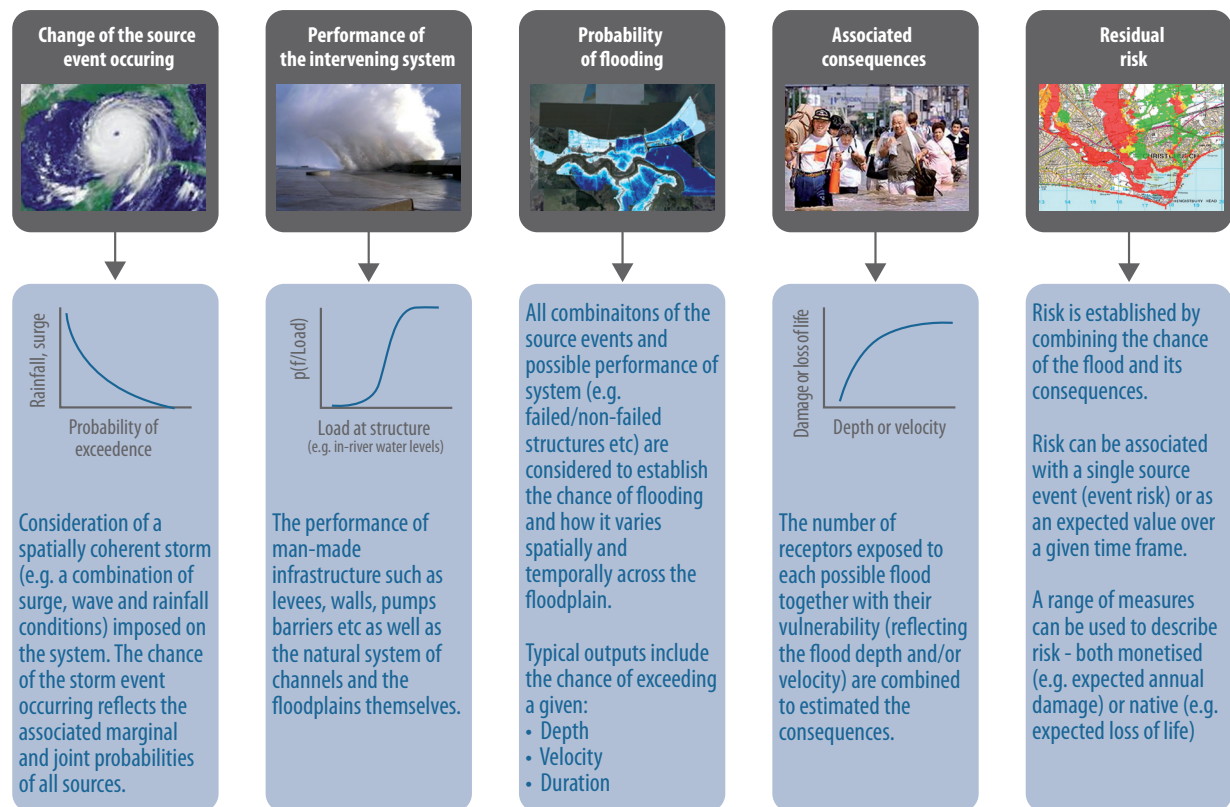 Change of the source
event occuring
Rainfall, surge
Probability of
exceedence
Consideration of a
spatially coherent storm
(e.g. a combination of
surge, wave and rainfall
conditions) imposed on
the system. The chance
of the storm event
occurring reflects the
associated marginal
and joint probabilities
of all sources.
Performance of
the intervening system
p(f/Load)
Load at structure
(e.g. in-river water levels)
The performance of
man-made
infrastructure such as
levees, walls, pumps
barriers etc as well as
the natural system of
channels and the
floodplains themselves.
Probability
of flooding
All combinaitons of the
source events and
possible performance of
system (e.g.
failed/non-failed
structures etc) are
considered to establish
the chance of flooding
and how it varies
spatially and
temporally across the
floodplain.
Typical outputs include
the chance of exceeding
a given:
• Depth
• Velocity
• Duration
Associated
consequences
Damage or loss of life
Depth or velocity
The number of
receptors exposed to
each possible flood
together with their
vulnerability (reflecting
the flood depth and/or
velocity) are combined
to estimated the
consequences.
Residual
risk
CHRISTCHURCH
Risk is established by
combining the chance
of the flood and its
consequences.
Risk can be associated
with a single source
event (event risk) or as
an expected value over
a given time frame.
A range of measures
can be used to describe
risk - both monetised
(e.g. expected annual
damage) or native (e.g.
expected loss of life)